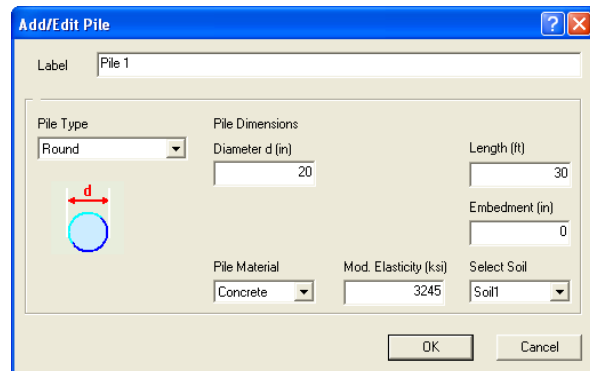 Add/Edit Pile
Label Pile 1
Pile Type Pile Dimensions
Round Diameter d (in) Length (ft)
20 30
d
Embedment (in)
0
Pile Material Mod. Elasticity (ksi) Select Soil
Concrete 3245 Soil1
OK Cancel